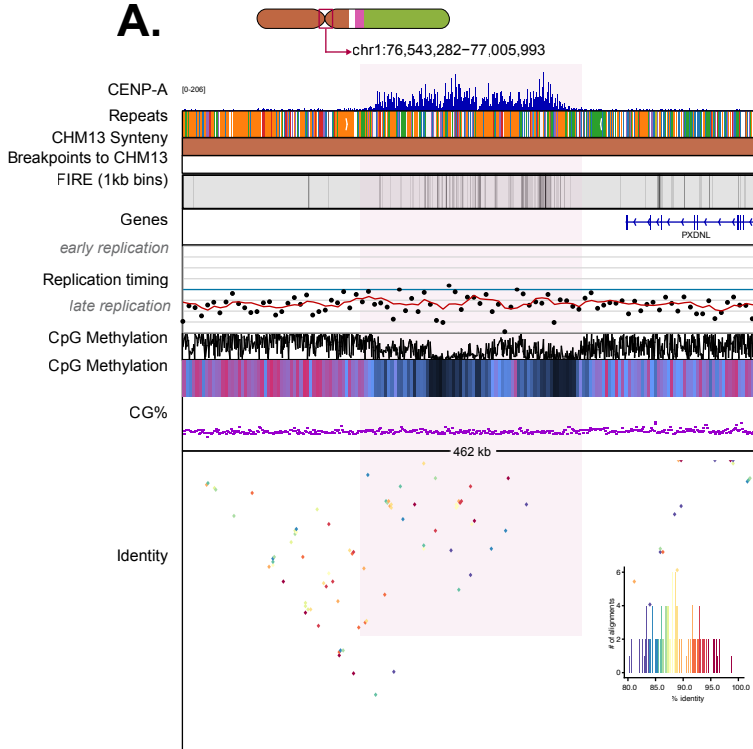 A.
chr1:76,543,282−77,005,993
CENP-A
[0-206]
Repeats
CHM13 Synteny
Breakpoints to CHM13
FIRE (1kb bins)
Genes
PXDNL
early replication
Replication timing
late replication
CpG Methylation
CpG Methylation
CG%
462 kb
Identity
# of alignments
6
4
2
0
80.0 85.0 90.0 95.0 100.0
% identity